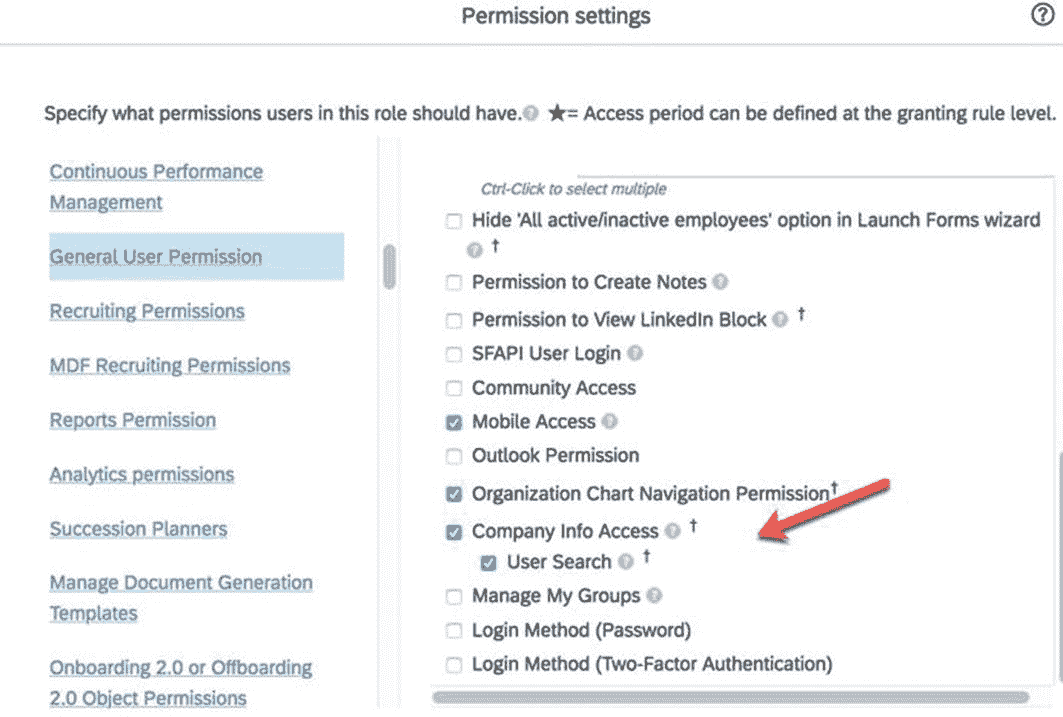 Permission settings
?
Specify what permissions users in this role should have. ? ★= Access period can be defined at the granting rule level.
Continuous Performance
Management
General User Permission
Recruiting Permissions
MDF Recruiting Permissions
Reports Permission
Analytics permissions
Succession Planners
Manage Document Generation
Templates
Onboarding 2.0 or Offboarding
2.0 Object Permissions
Ctrl-Click to select multiple
Hide 'All active/inactive employees' option in Launch Forms wizard
? †
Permission to Create Notes ?
Permission to View LinkedIn Block ? †
SFAPI User Login ?
Community Access
Mobile Access ?
Outlook Permission
Organization Chart Navigation Permission†
Company Info Access ? †
User Search ? †
Manage My Groups ?
Login Method (Password)
Login Method (Two-Factor Authentication)